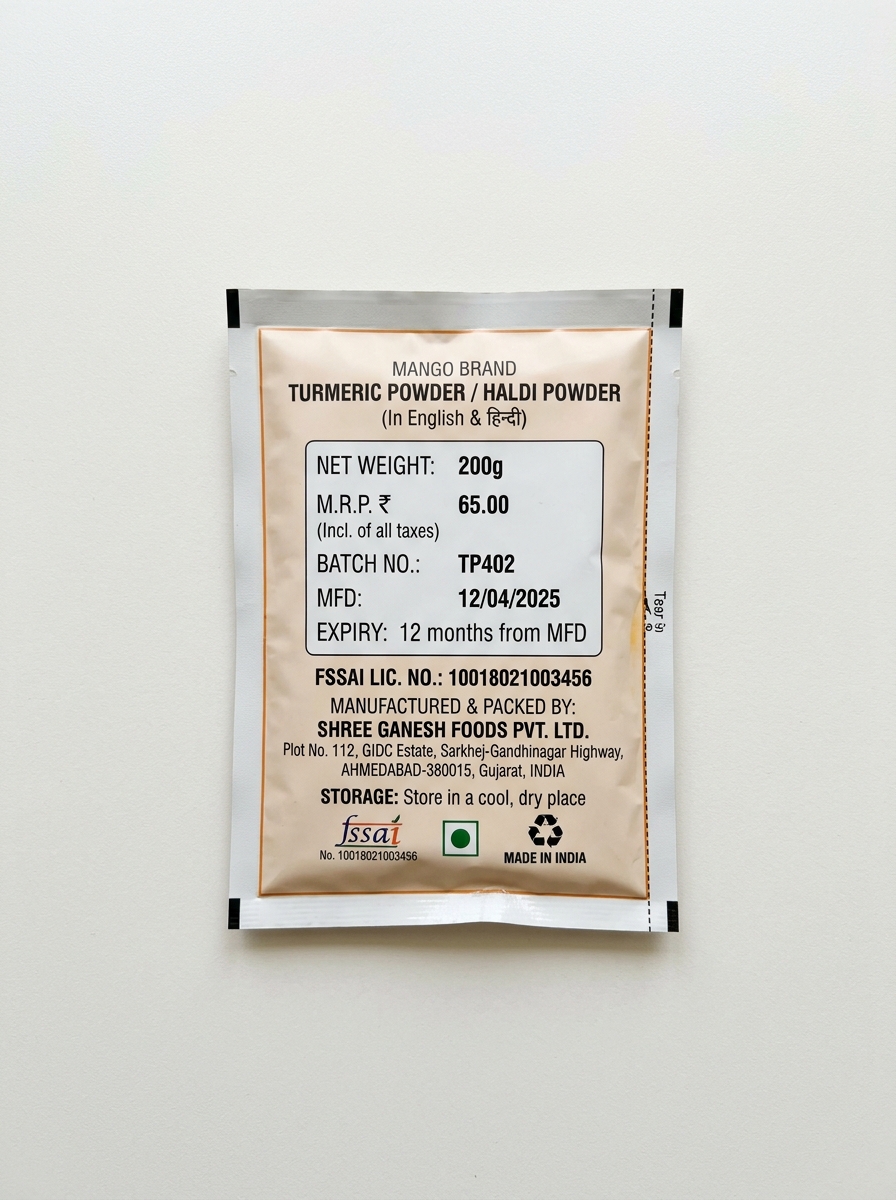 MANGO BRAND
TURMERIC POWDER / HALDI POWDER
(In English & हिन्दी)
NET WEIGHT: 200g
M.R.P. ₹ 65.00
(Incl. of all taxes)
BATCH NO.: TP402
MFD: 12/04/2025
EXPIRY: 12 months from MFD
FSSAI LIC. NO.: 10018021003456
MANUFACTURED & PACKED BY:
SHREE GANESH FOODS PVT. LTD.
Plot No. 112, GIDC Estate, Sarkhej-Gandhinagar Highway,
AHMEDABAD-380015, Gujarat, INDIA
STORAGE: Store in a cool, dry place
fssai
No. 10018021003456
MADE IN INDIA